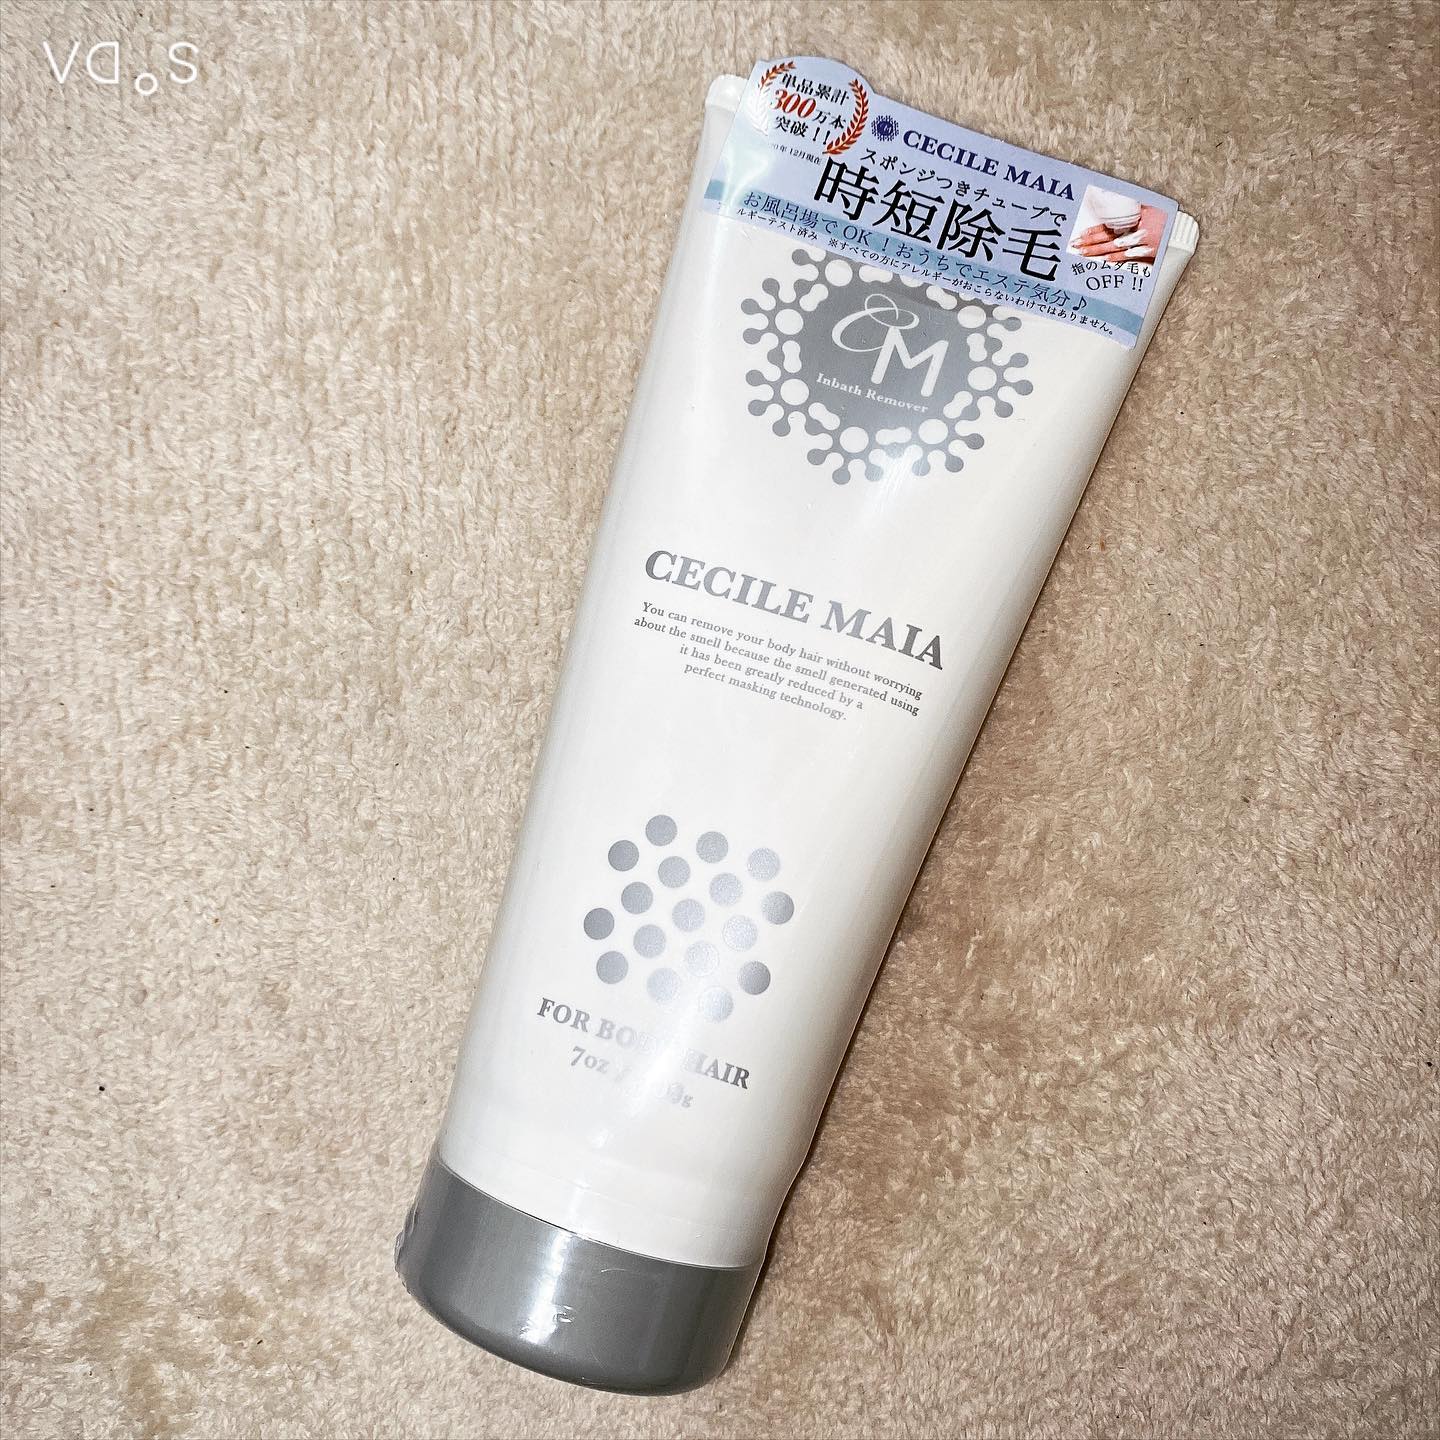 va.s
単品累計
300万本
突破!!
CECILE MAIA
スポンジつきチューブで
時短除毛
お風呂場でOK！おうちでエステ気分♪
※すべての方にアレルギーがおこらないわけではありません。
指のムダ毛も
OFF !!
CM
Inbath Remover
CECILE MAIA
You can remove your body hair without worrying
about the smell because the smell generated using
it has been greatly reduced by a
perfect masking technology.
FOR BODY HAIR
7oz